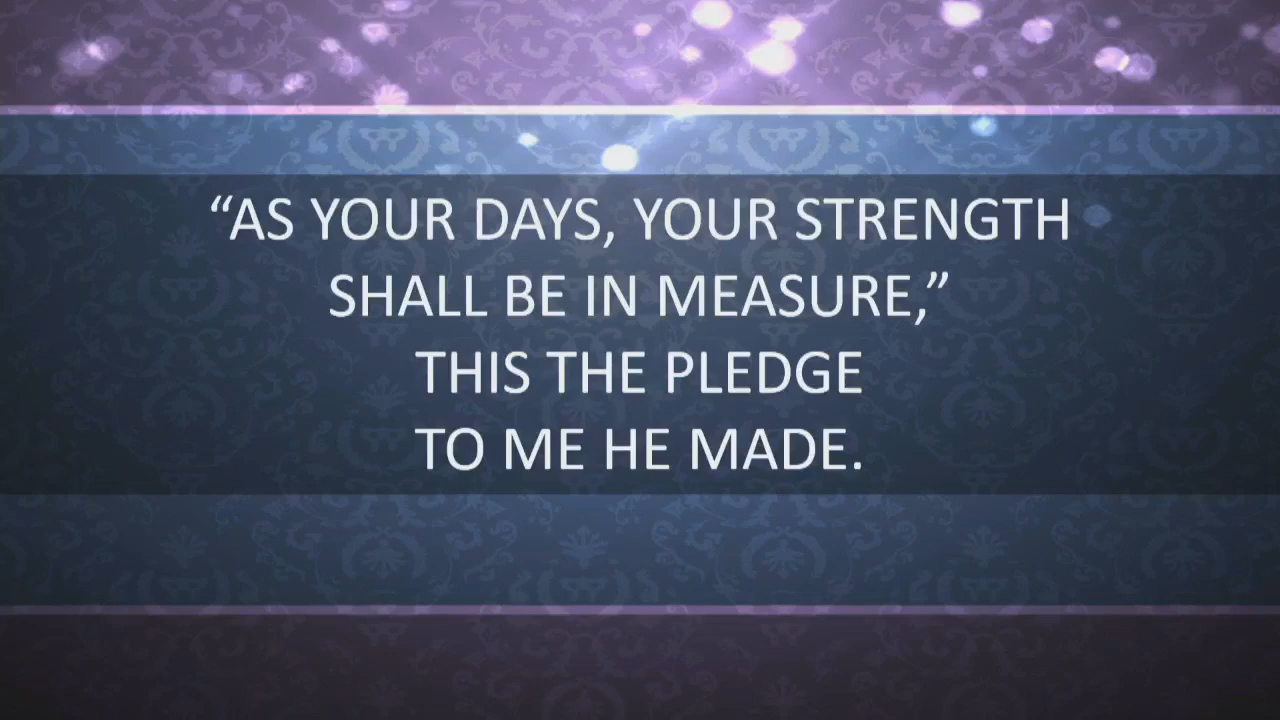 “AS YOUR DAYS, YOUR STRENGTH
SHALL BE IN MEASURE,”
THIS THE PLEDGE
TO ME HE MADE.